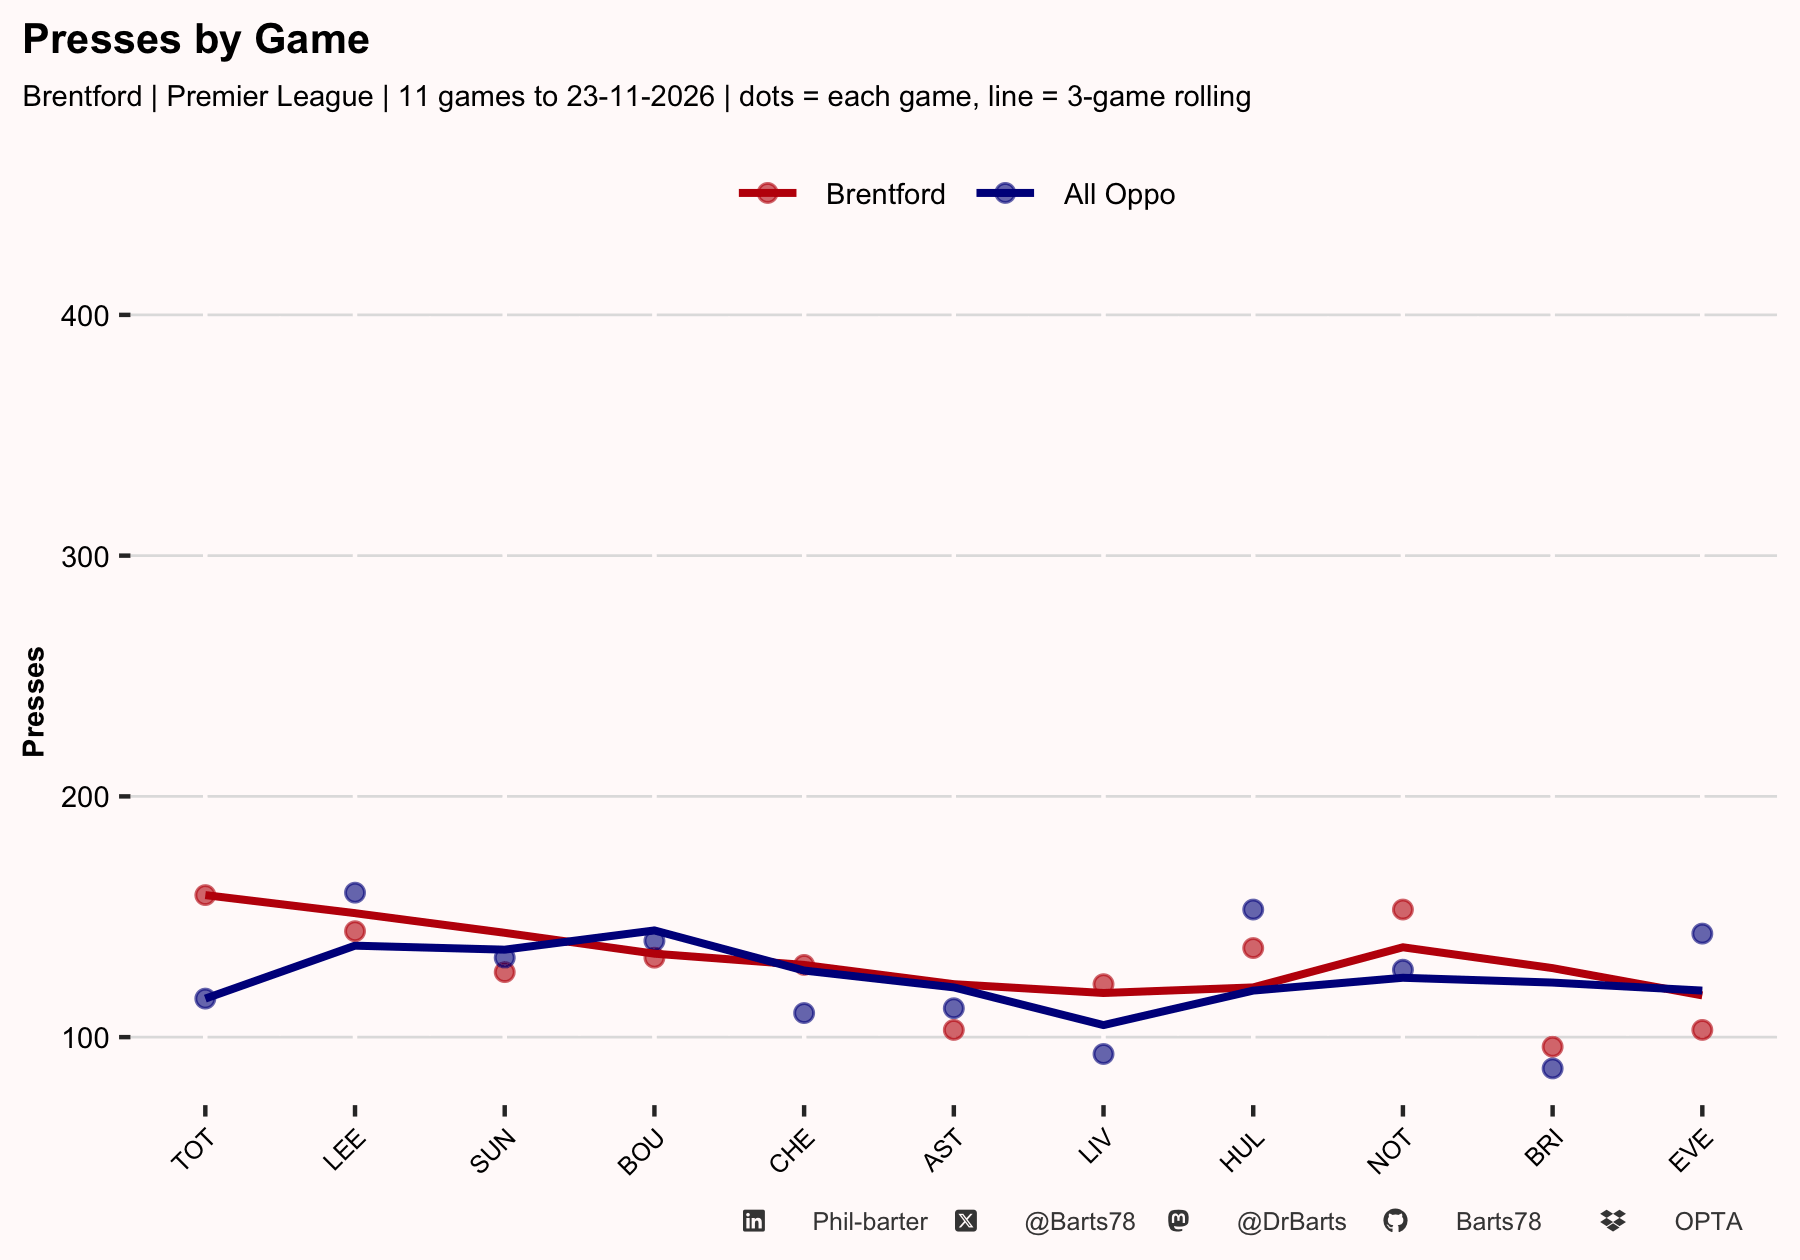 Presses by Game
Brentford | Premier League | 11 games to 23-11-2026 | dots = each game, line = 3-game rolling
Brentford All Oppo
400
300
200
100
Presses
TOT LEE SUN BOU CHE AST LIV HUL NOT BRI EVE
Phil-barter @Barts78 @DrBarts Barts78 OPTA